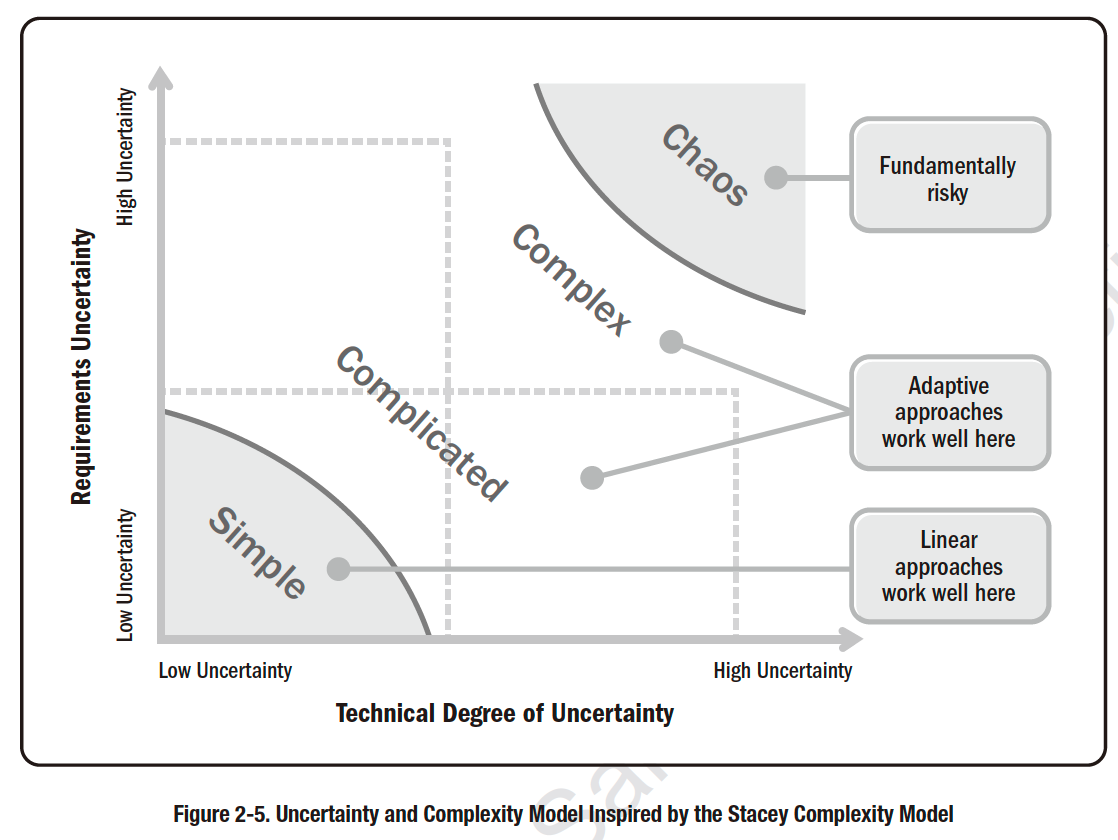 High Uncertainty
Requirements Uncertainty
Low Uncertainty
Chaos
Complex
Complicated
Simple
Fundamentally
risky
Adaptive
approaches
work well here
Linear
approaches
work well here
Low Uncertainty
High Uncertainty
Technical Degree of Uncertainty
Figure 2-5. Uncertainty and Complexity Model Inspired by the Stacey Complexity Model